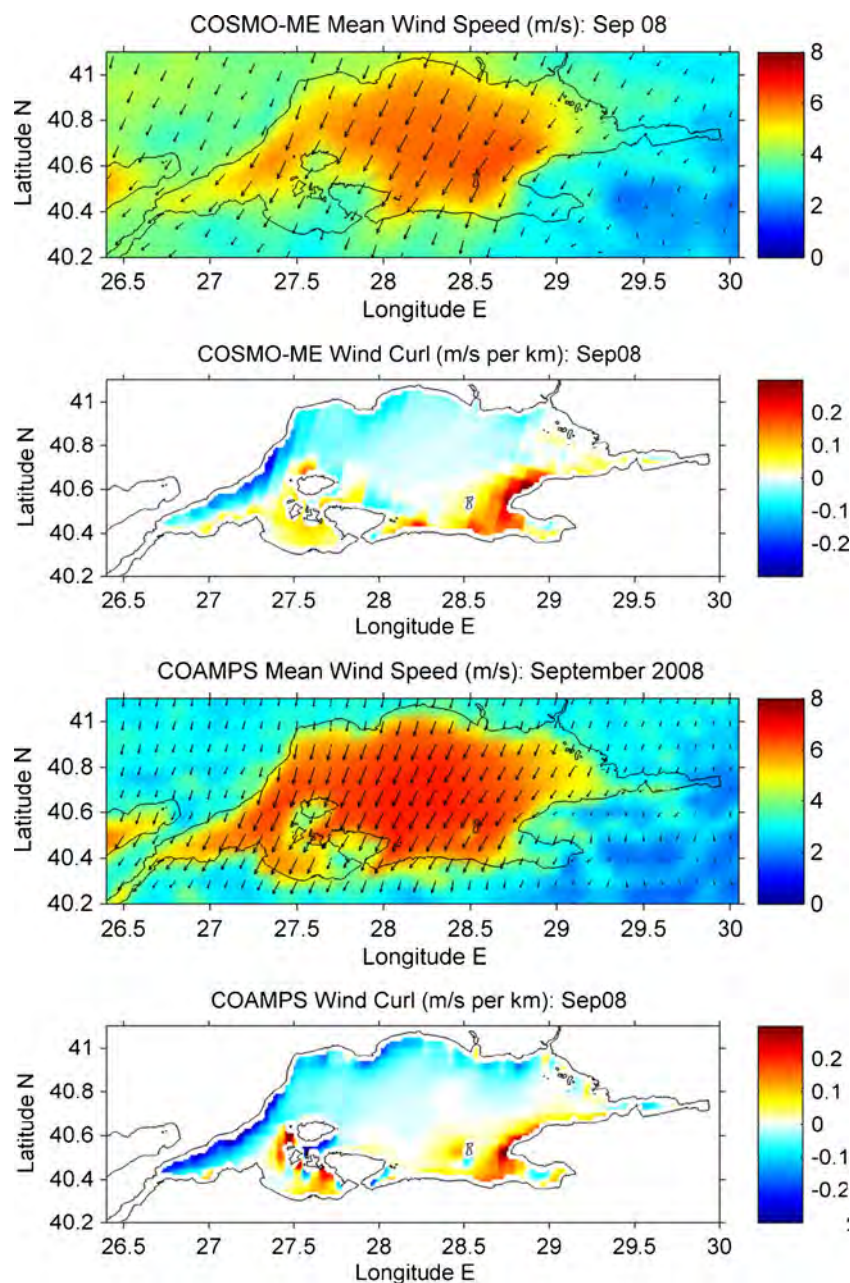 COSMO-ME Mean Wind Speed (m/s): Sep 08
Latitude N
41
40.8
40.6
40.4
40.2
26.5 27 27.5 28 28.5 29 29.5 30
Longitude E
8
6
4
2
0
COSMO-ME Wind Curl (m/s per km): Sep08
Latitude N
41
40.8
40.6
40.4
40.2
26.5 27 27.5 28 28.5 29 29.5 30
Longitude E
0.2
0.1
0
-0.1
-0.2
COAMPS Mean Wind Speed (m/s): September 2008
Latitude N
41
40.8
40.6
40.4
40.2
26.5 27 27.5 28 28.5 29 29.5 30
Longitude E
8
6
4
2
0
COAMPS Wind Curl (m/s per km): Sep08
Latitude N
41
40.8
40.6
40.4
40.2
26.5 27 27.5 28 28.5 29 29.5 30
Longitude E
0.2
0.1
0
-0.1
-0.2